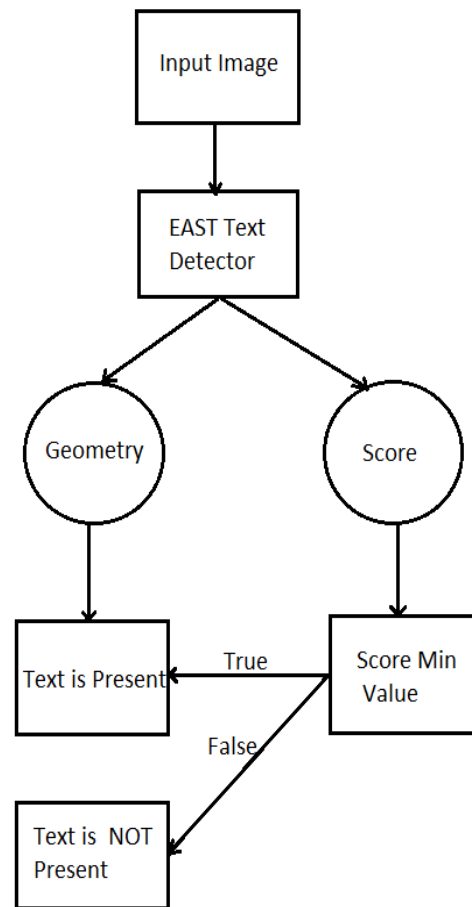 Input Image
EAST Text
Detector
Geometry
Score
Text is Present
True
Score Min
Value
False
Text is NOT
Present